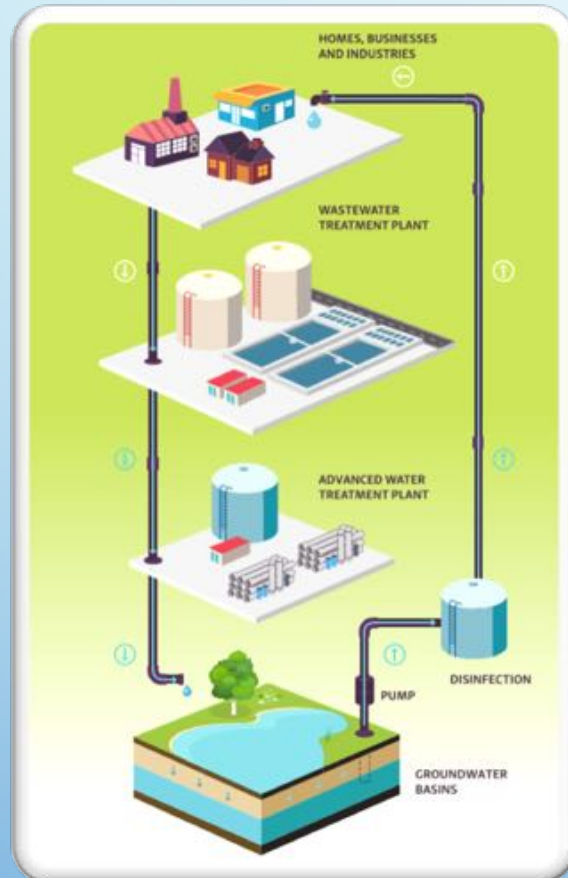 HOMES, BUSINESSES
AND INDUSTRIES
WASTEWATER
TREATMENT PLANT
ADVANCED WATER
TREATMENT PLANT
DISINFECTION
PUMP
GROUNDWATER
BASINS